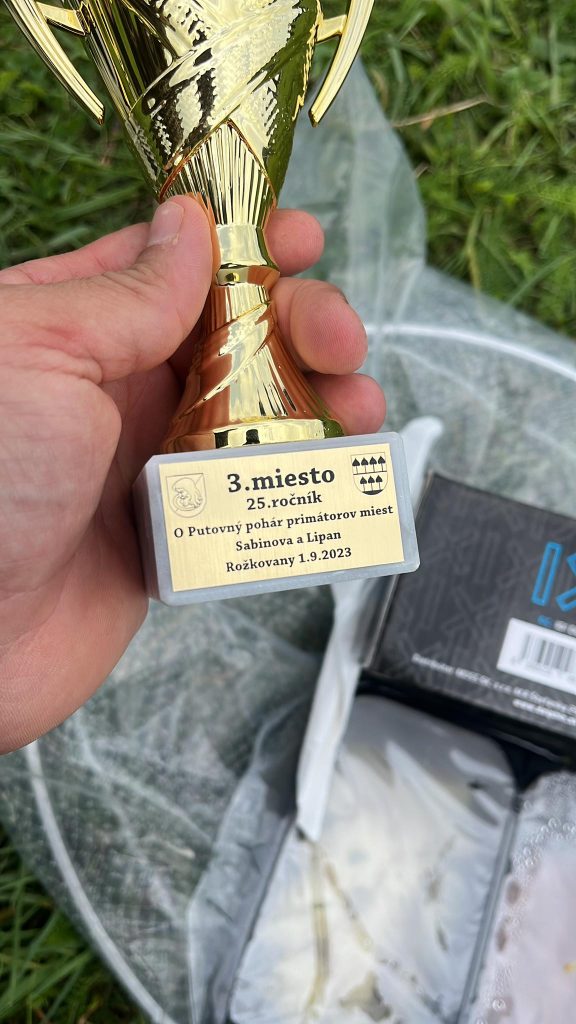 3.miesto
25.ročník
O Putovný pohár primátorov miest
Sabinova a Lipan
Rožkovany 1.9.2023